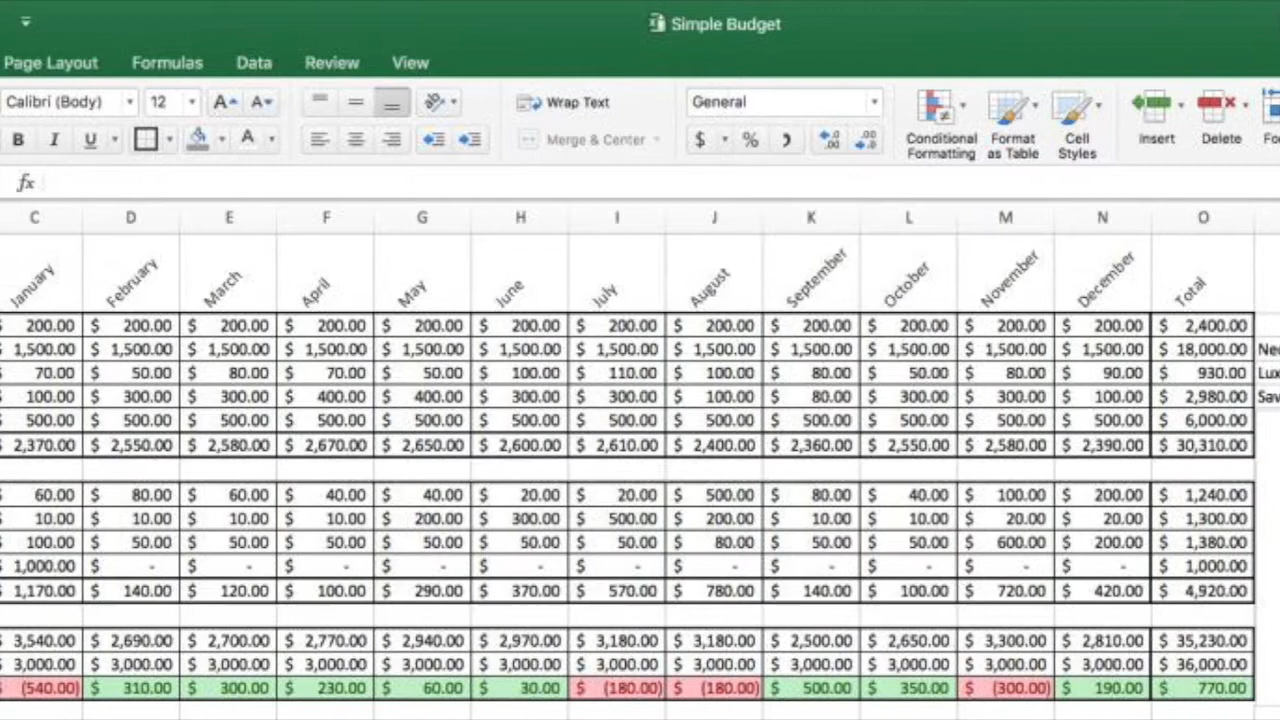 Simple Budget
Page Layout Formulas Data Review View
Calibri (Body) 12 A A Wrap Text General
B I U A Merge & Center $ % Conditional Formatting Format as Table Cell Styles Insert Delete
fx
C D E F G H I J K L M N O
January February March April May June July August September October November December Total
200.00 $ 200.00 $ 200.00 $ 200.00 $ 200.00 $ 200.00 $ 200.00 $ 200.00 $ 200.00 $ 200.00 $ 200.00 $ 200.00 $ 2,400.00
1,500.00 $ 1,500.00 $ 1,500.00 $ 1,500.00 $ 1,500.00 $ 1,500.00 $ 1,500.00 $ 1,500.00 $ 1,500.00 $ 1,500.00 $ 1,500.00 $ 1,500.00 $ 18,000.00
70.00 $ 50.00 $ 80.00 $ 70.00 $ 50.00 $ 100.00 $ 110.00 $ 100.00 $ 80.00 $ 50.00 $ 80.00 $ 90.00 $ 930.00 Lux
100.00 $ 300.00 $ 300.00 $ 400.00 $ 400.00 $ 300.00 $ 300.00 $ 100.00 $ 80.00 $ 300.00 $ 300.00 $ 100.00 $ 2,980.00 Sav
500.00 $ 500.00 $ 500.00 $ 500.00 $ 500.00 $ 500.00 $ 500.00 $ 500.00 $ 500.00 $ 500.00 $ 500.00 $ 500.00 $ 6,000.00
2,370.00 $ 2,550.00 $ 2,580.00 $ 2,670.00 $ 2,650.00 $ 2,600.00 $ 2,610.00 $ 2,400.00 $ 2,360.00 $ 2,550.00 $ 2,580.00 $ 2,390.00 $ 30,310.00
60.00 $ 80.00 $ 60.00 $ 40.00 $ 40.00 $ 20.00 $ 20.00 $ 500.00 $ 80.00 $ 40.00 $ 100.00 $ 200.00 $ 1,240.00
10.00 $ 10.00 $ 10.00 $ 10.00 $ 200.00 $ 300.00 $ 500.00 $ 200.00 $ 10.00 $ 10.00 $ 20.00 $ 20.00 $ 1,300.00
100.00 $ 50.00 $ 50.00 $ 50.00 $ 50.00 $ 50.00 $ 50.00 $ 80.00 $ 50.00 $ 50.00 $ 600.00 $ 200.00 $ 1,380.00
1,000.00 $ - $ - $ - $ - $ - $ - $ - $ - $ - $ - $ - $ 1,000.00
1,170.00 $ 140.00 $ 120.00 $ 100.00 $ 290.00 $ 370.00 $ 570.00 $ 780.00 $ 140.00 $ 100.00 $ 720.00 $ 420.00 $ 4,920.00
3,540.00 $ 2,690.00 $ 2,700.00 $ 2,770.00 $ 2,940.00 $ 2,970.00 $ 3,180.00 $ 3,180.00 $ 2,500.00 $ 2,650.00 $ 3,300.00 $ 2,810.00 $ 35,230.00
3,000.00 $ 3,000.00 $ 3,000.00 $ 3,000.00 $ 3,000.00 $ 3,000.00 $ 3,000.00 $ 3,000.00 $ 3,000.00 $ 3,000.00 $ 3,000.00 $ 3,000.00 $ 36,000.00
(540.00) $ 310.00 $ 300.00 $ 230.00 $ 60.00 $ 30.00 $ (180.00) $ (180.00) $ 500.00 $ 350.00 $ (300.00) $ 190.00 $ 770.00